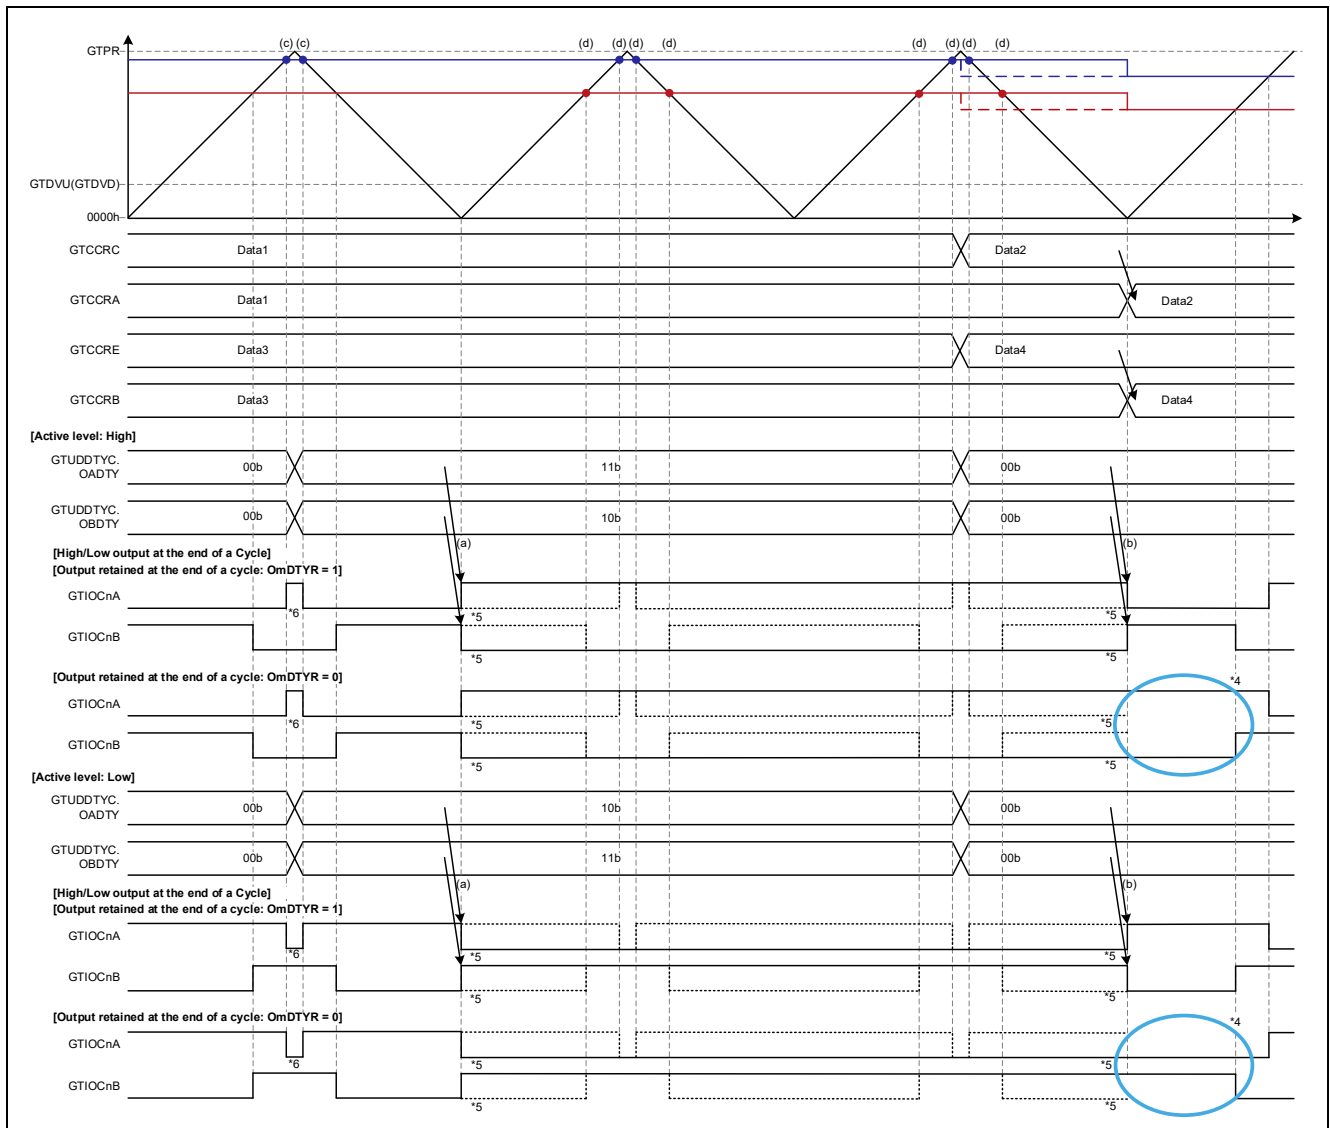 (c) (c) (d) (d) (d) (d) (d) (d) (d) (d)
GTPR
GTDVU(GTDVD)
0000h
GTCCRC Data1 Data2
GTCCRA Data1 Data2
GTCCRE Data3 Data4
GTCCRB Data3 Data4
[Active level: High]
GTUDDTYC.
OADTY 00b 11b 00b
GTUDDTYC.
OBDTY 00b 10b 00b
(a) (b)
[High/Low output at the end of a Cycle]
[Output retained at the end of a cycle: OmDTYR = 1]
GTIOCnA
*6 *5 *5
GTIOCnB
*5 *5
[Output retained at the end of a cycle: OmDTYR = 0]
*4
GTIOCnA
*6 *5 *5
GTIOCnB
*5 *5
[Active level: Low]
GTUDDTYC.
OADTY 00b 10b 00b
GTUDDTYC.
OBDTY 00b 11b 00b
(a) (b)
[High/Low output at the end of a Cycle]
[Output retained at the end of a cycle: OmDTYR = 1]
GTIOCnA
*6 *5 *5
GTIOCnB
*5 *5
[Output retained at the end of a cycle: OmDTYR = 0]
*4
GTIOCnA
*6 *5 *5
GTIOCnB
*5 *5